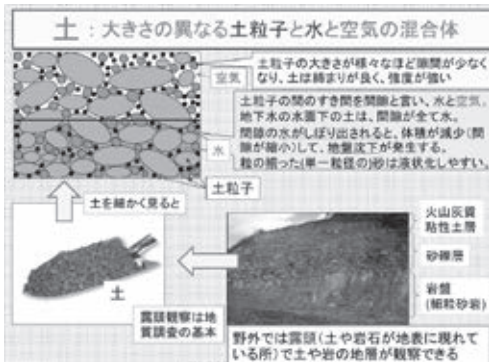 土：大きさの異なる土粒子と水と空気の混合体
空気
土粒子の大きさが様々なほど隙間が少なく
なり、土は締まりが良く、強度が強い
土粒子の間のすき間を間隙と言い、水と空気。
地下水の水面下の土は、間隙が全て水。
間隙の水がしぼり出されると、体積が減少(間
隙が縮小)して、地盤沈下が発生する。
粒の揃った(単一粒径の)砂は液状化しやすい。
水
土粒子
土を細かく見ると
土
露頭観察は地
質調査の基本
火山灰質
粘性土層
砂礫層
岩盤
(細粒砂岩)
野外では露頭(土や岩石が地表に現れて
いる所)で土や岩の地層が観察できる